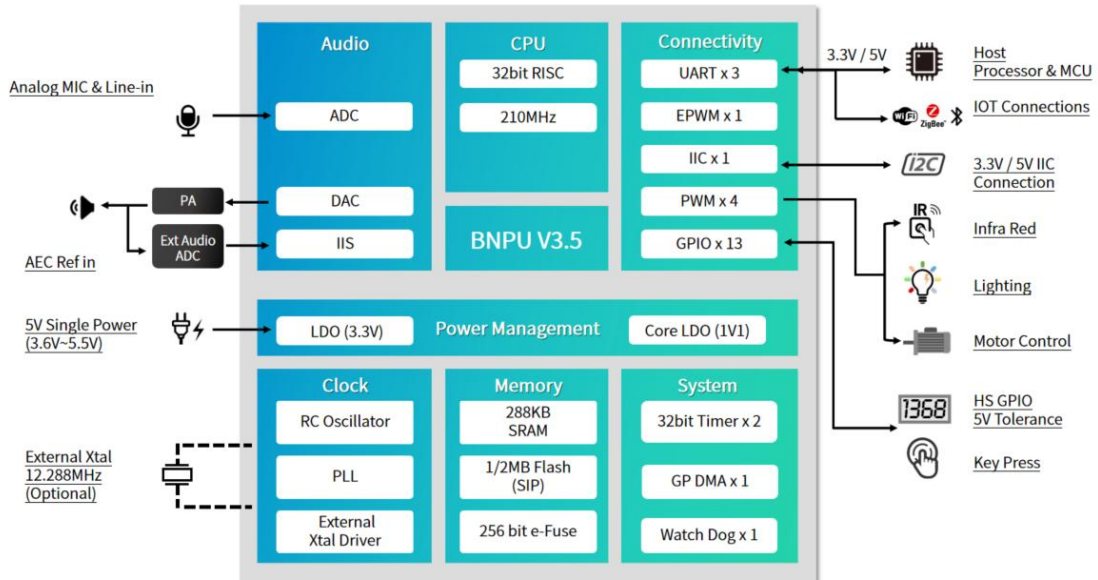 Audio
ADC
DAC
IIS
CPU
32bit RISC
210MHz
BNPU V3.5
Connectivity
UART x 3
EPWM x 1
IIC x 1
PWM x 4
GPIO x 13
Analog MIC & Line-in
PA
Ext Audio
ADC
AEC Ref in
5V Single Power
(3.6V~5.5V)
LDO (3.3V)
Power Management
Core LDO (1V1)
External Xtal
12.288MHz
(Optional)
Clock
RC Oscillator
PLL
External
Xtal Driver
Memory
288KB
SRAM
1/2MB Flash
(SIP)
256 bit e-Fuse
System
32bit Timer x 2
GP DMA x 1
Watch Dog x 1
3.3V / 5V
Host
Processor & MCU
WiFi
ZigBee
IOT Connections
I2C
3.3V / 5V IIC
Connection
IR
Infra Red
Lighting
Motor Control
1368
HS GPIO
5V Tolerance
Key Press